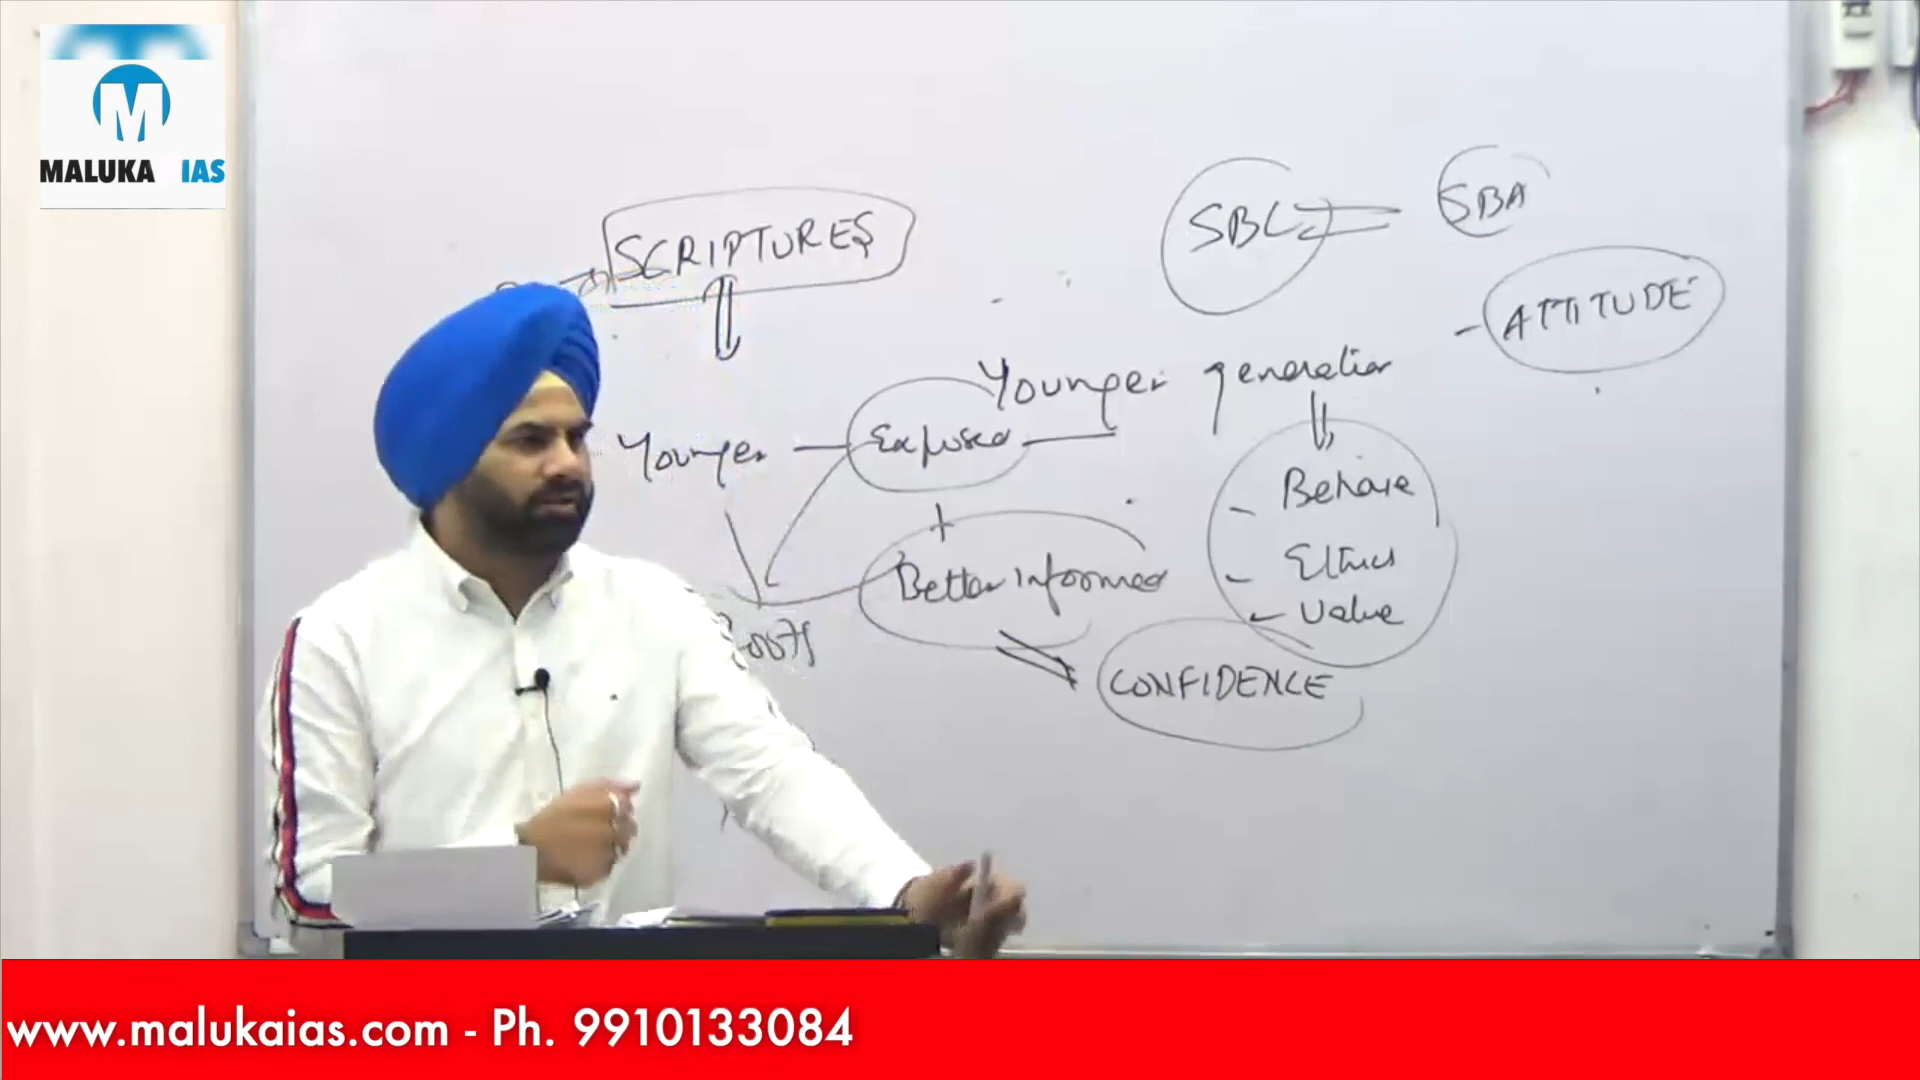 MALUKA IAS
SCRIPTURES
SBC
SBA
- ATTITUDE
Younger generation
Younger — Exposed —
+
Better informed
- Behave
- Ethics
- Value
CONFIDENCE
www.malukaias.com - Ph. 9910133084